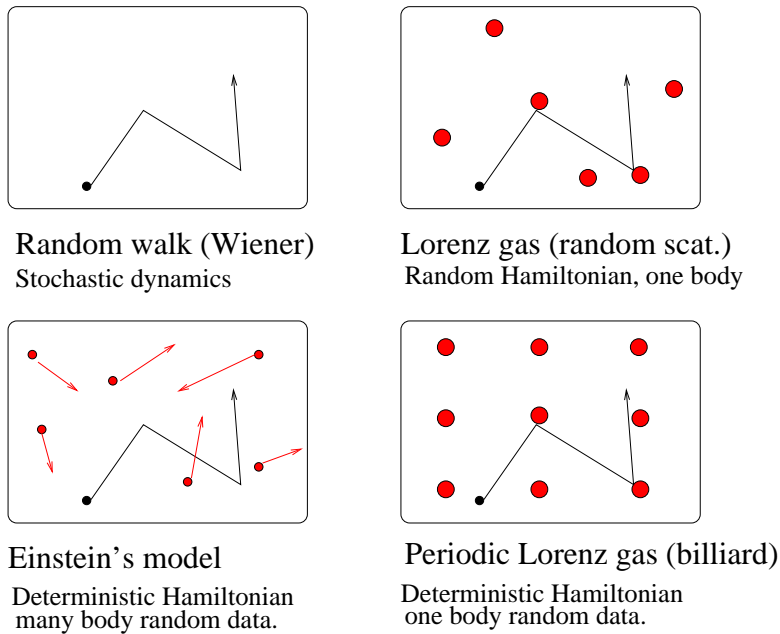 Random walk (Wiener)
Stochastic dynamics
Lorenz gas (random scat.)
Random Hamiltonian, one body
Einstein's model
Deterministic Hamiltonian
many body random data.
Periodic Lorenz gas (billiard)
Deterministic Hamiltonian
one body random data.